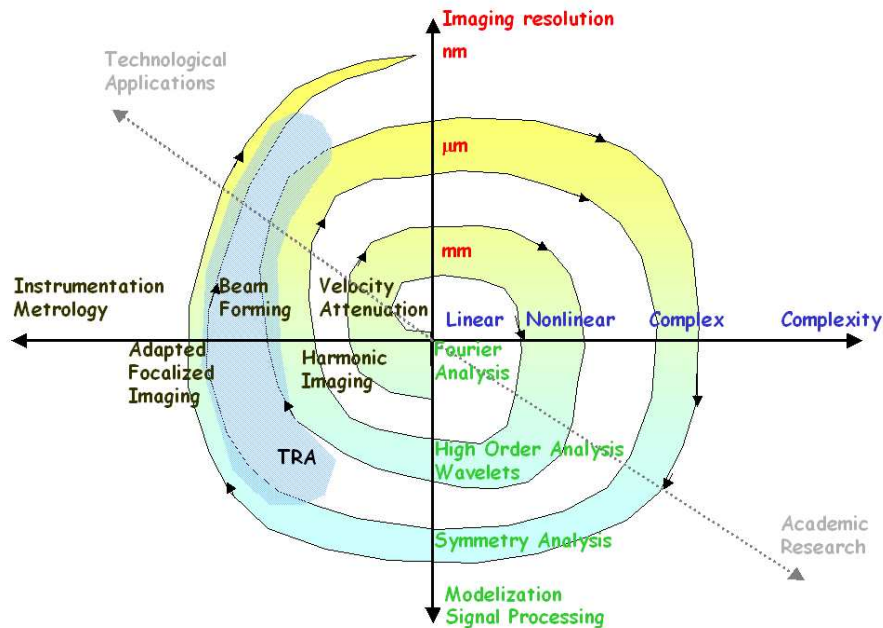 Imaging resolution
nm
Technological
Applications
μm
mm
Instrumentation
Metrology
Beam
Forming
Velocity
Attenuation
Linear
Nonlinear
Complex
Complexity
Adapted
Focalized
Imaging
Harmonic
Imaging
Fourier
Analysis
TRA
High Order Analysis
Wavelets
Symmetry Analysis
Academic
Research
Modelization
Signal Processing